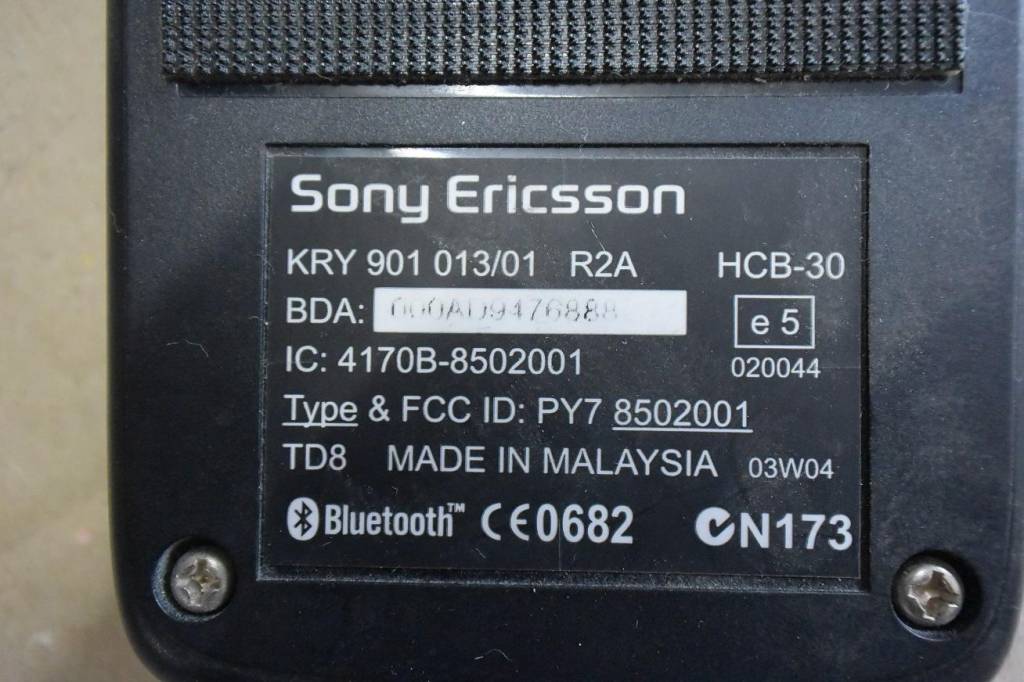 Sony Ericsson
KRY 901 013/01 R2A HCB-30
BDA: 000AD9476888 e 5
IC: 4170B-8502001 020044
Type & FCC ID: PY7 8502001
TD8 MADE IN MALAYSIA 03W04
Bluetooth™ CE0682 N173